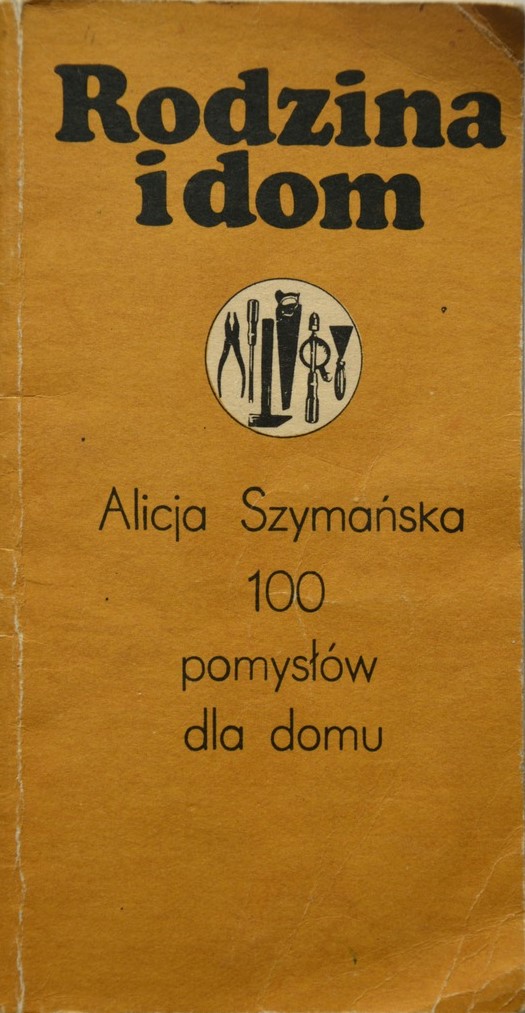 Rodzina
i dom
Alicja Szymańska
100
pomysłów
dla domu